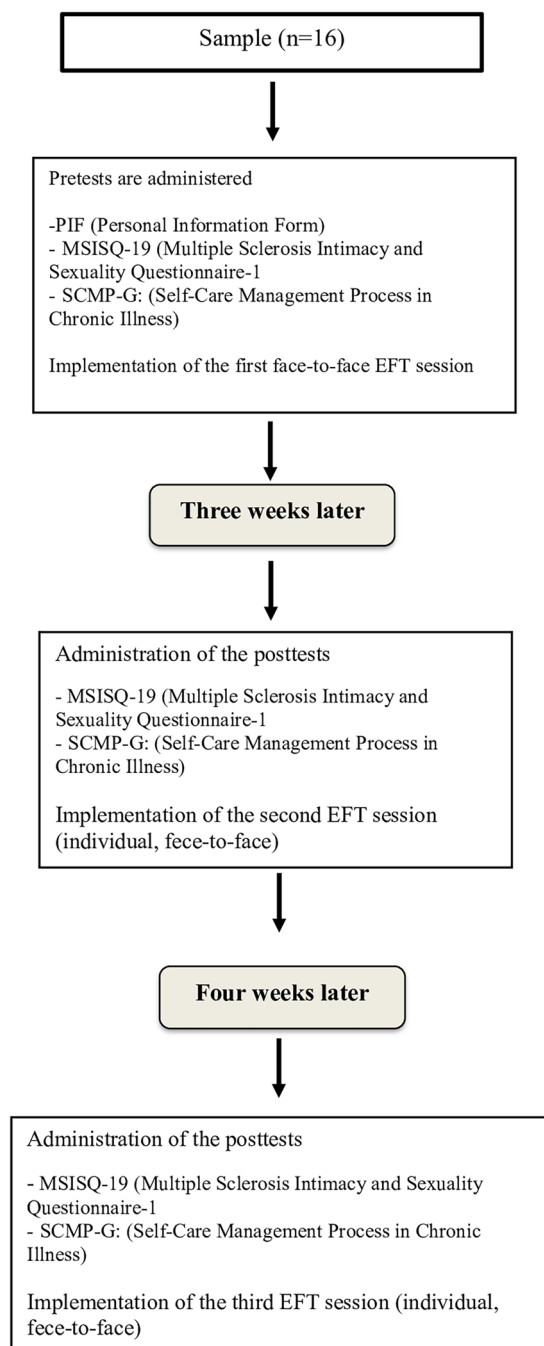 Sample (n=16)
Pretests are administered
-PIF (Personal Information Form)
- MSISQ-19 (Multiple Sclerosis Intimacy and
Sexuality Questionnaire-1
- SCMP-G: (Self-Care Management Process in
Chronic Illness)
Implementation of the first face-to-face EFT session
Three weeks later
Administration of the posttests
- MSISQ-19 (Multiple Sclerosis Intimacy and
Sexuality Questionnaire-1
- SCMP-G: (Self-Care Management Process in
Chronic Illness)
Implementation of the second EFT session
(individual, fece-to-face)
Four weeks later
Administration of the posttests
- MSISQ-19 (Multiple Sclerosis Intimacy and Sexuality
Questionnaire-1
- SCMP-G: (Self-Care Management Process in Chronic
Illness)
Implementation of the third EFT session (individual,
fece-to-face)